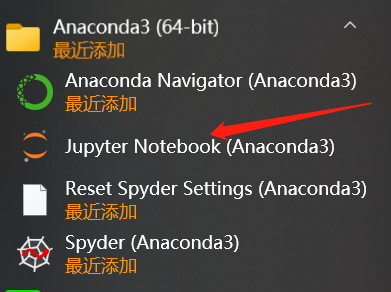 Anaconda3 (64-bit)
最近添加
Anaconda Navigator (Anaconda3)
最近添加
Jupyter Notebook (Anaconda3)
Reset Spyder Settings (Anaconda3)
最近添加
Spyder (Anaconda3)
最近添加